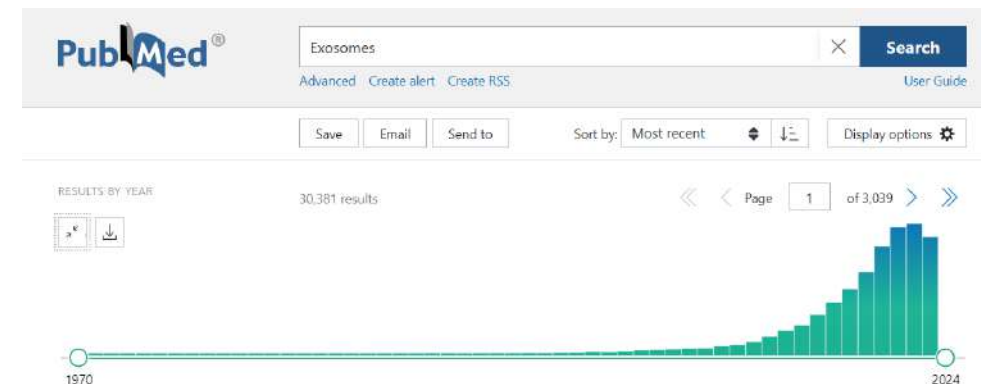 PubMed®
Exosomes
Search
Advanced Create alert Create RSS
User Guide
Save Email Send to Sort by: Most recent Display options
RESULTS BY YEAR
30,381 results
Page 1 of 3,039
1970
2024